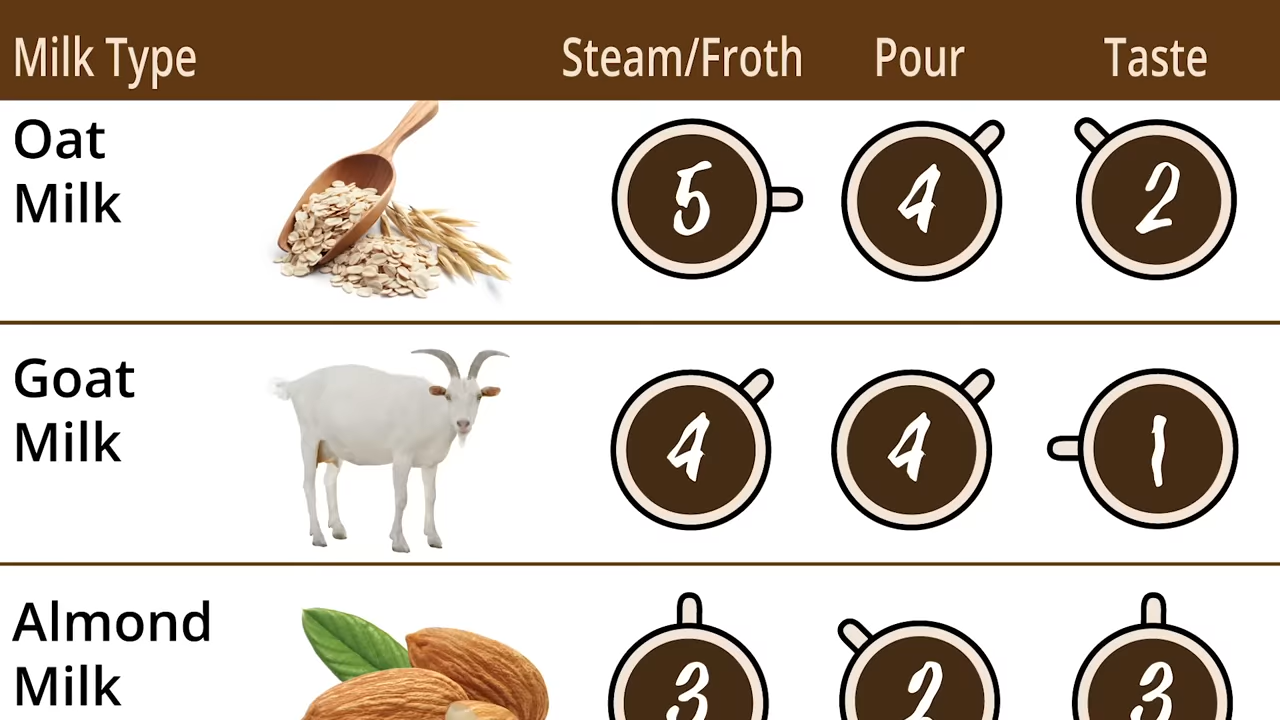 Milk Type Steam/Froth Pour Taste
Oat
Milk
5 4 2
Goat
Milk
4 4 1
Almond
Milk
3 2 3